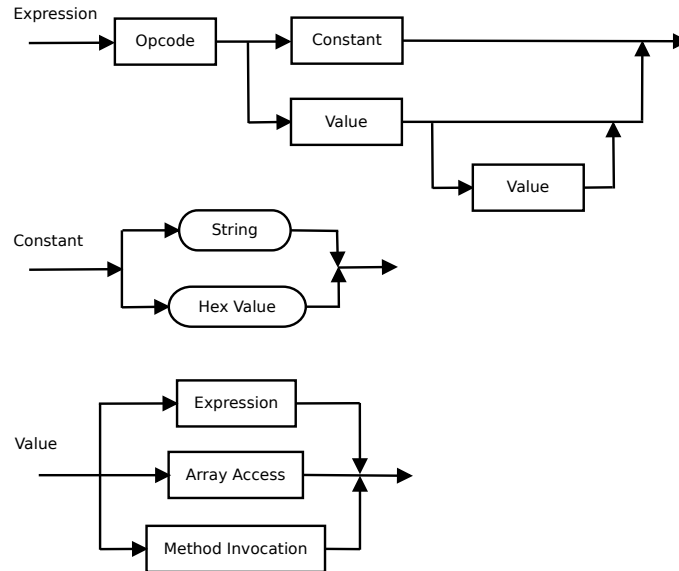 Expression
Opcode
Constant
Value
Value
Constant
String
Hex Value
Value
Expression
Array Access
Method Invocation